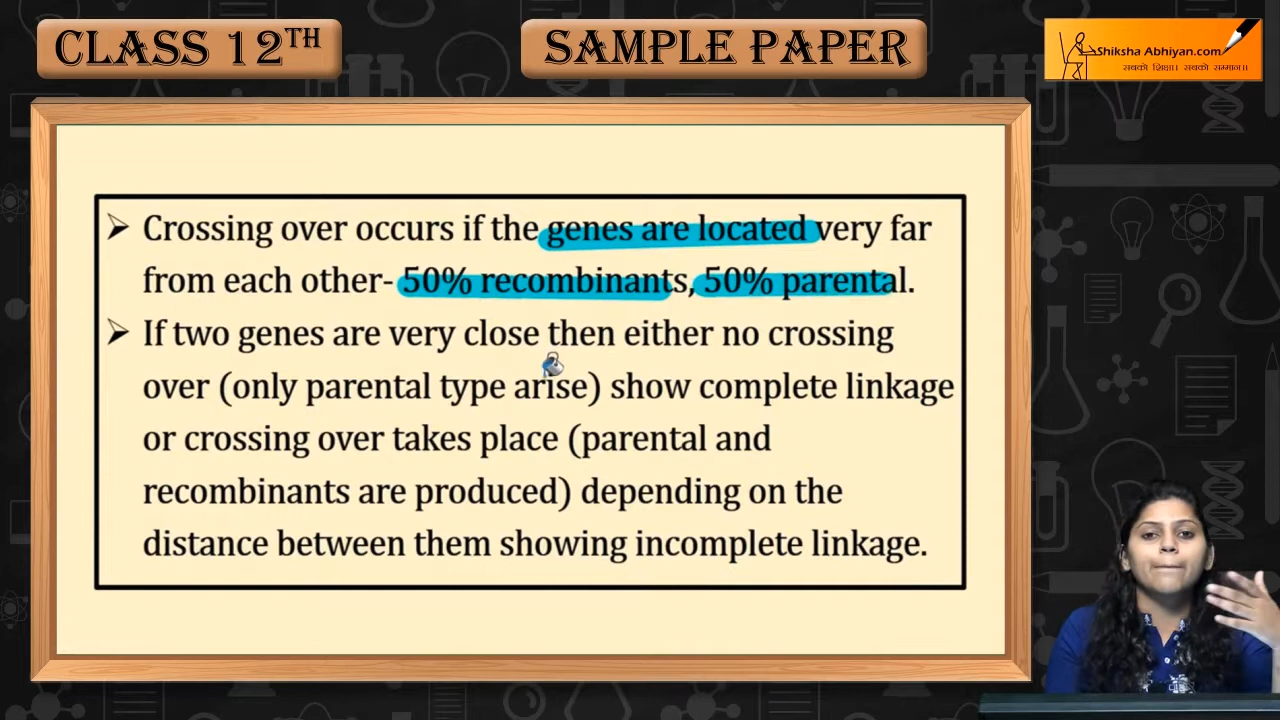 CLASS 12TH
SAMPLE PAPER
Shiksha Abhiyan.com
सबको शिक्षा। सबको सम्मान॥
➢ Crossing over occurs if the genes are located very far
from each other- 50% recombinants, 50% parental.
➢ If two genes are very close then either no crossing
over (only parental type arise) show complete linkage
or crossing over takes place (parental and
recombinants are produced) depending on the
distance between them showing incomplete linkage.